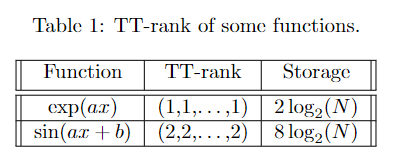 Table 1: TT-rank of some functions.
Function TT-rank Storage
exp(ax) (1,1,...,1) 2 log₂(N)
sin(ax + b) (2,2,...,2) 8 log₂(N)